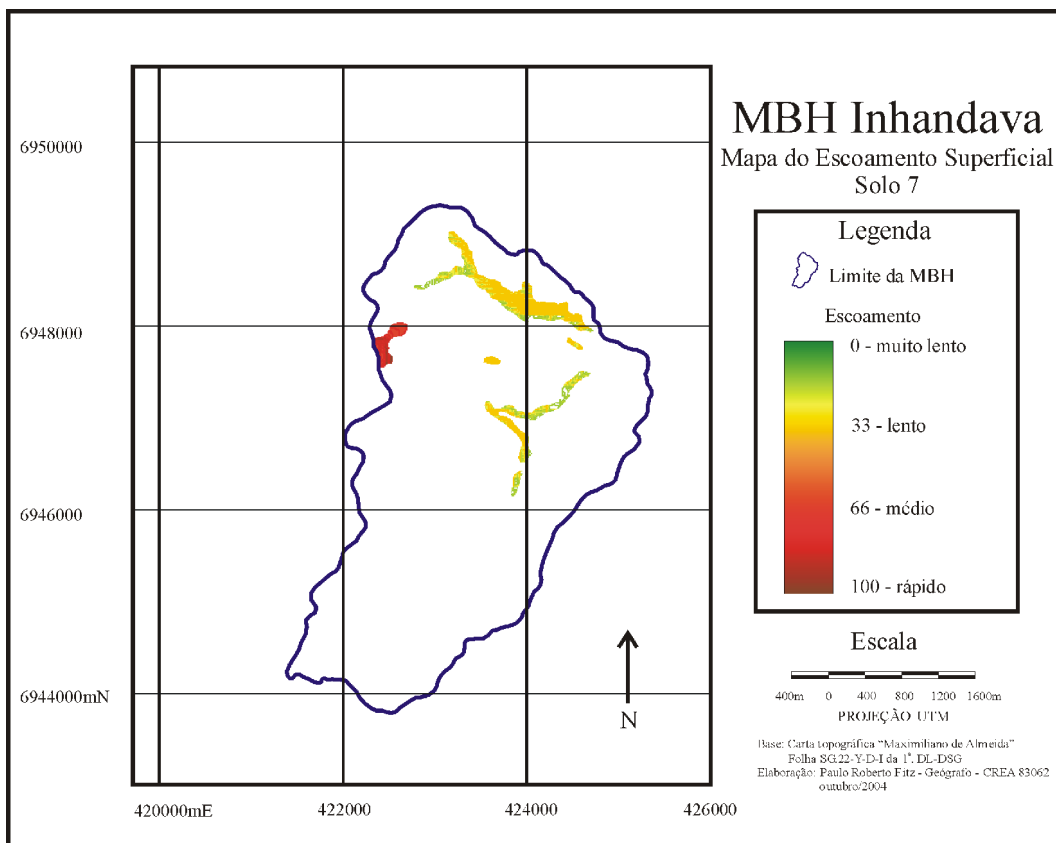 MBH Inhandava
Mapa do Escoamento Superficial
Solo 7
Legenda
Limite da MBH
Escoamento
0 - muito lento
33 - lento
66 - médio
100 - rápido
Escala
400m 0 400 800 1200 1600m
PROJEÇÃO UTM
Base: Carta topográfica “Maximiliano de Almeida”
Folha SG.22-Y-D-I da 1ª. DL-DSG
Elaboração: Paulo Roberto Fitz - Geógrafo - CREA 83062
outubro/2004
6950000
6948000
6946000
6944000mN
420000mE 422000 424000 426000
N